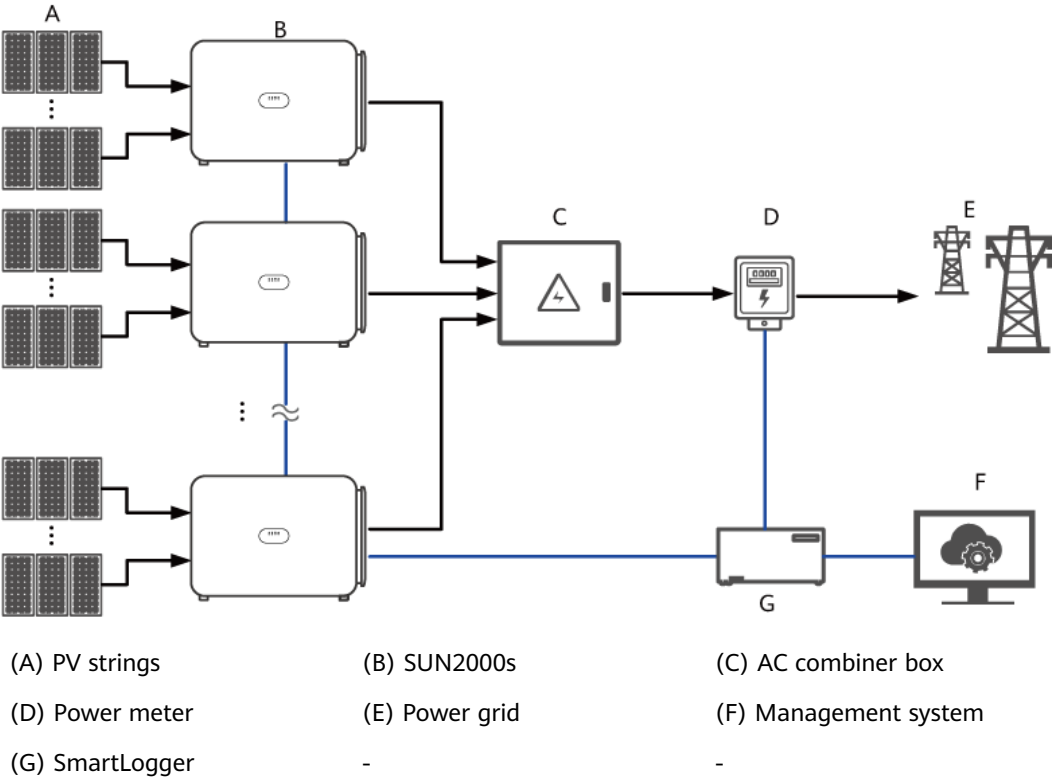 A
B
C
D
E
F
G
(A) PV strings (B) SUN2000s (C) AC combiner box
(D) Power meter (E) Power grid (F) Management system
(G) SmartLogger - -